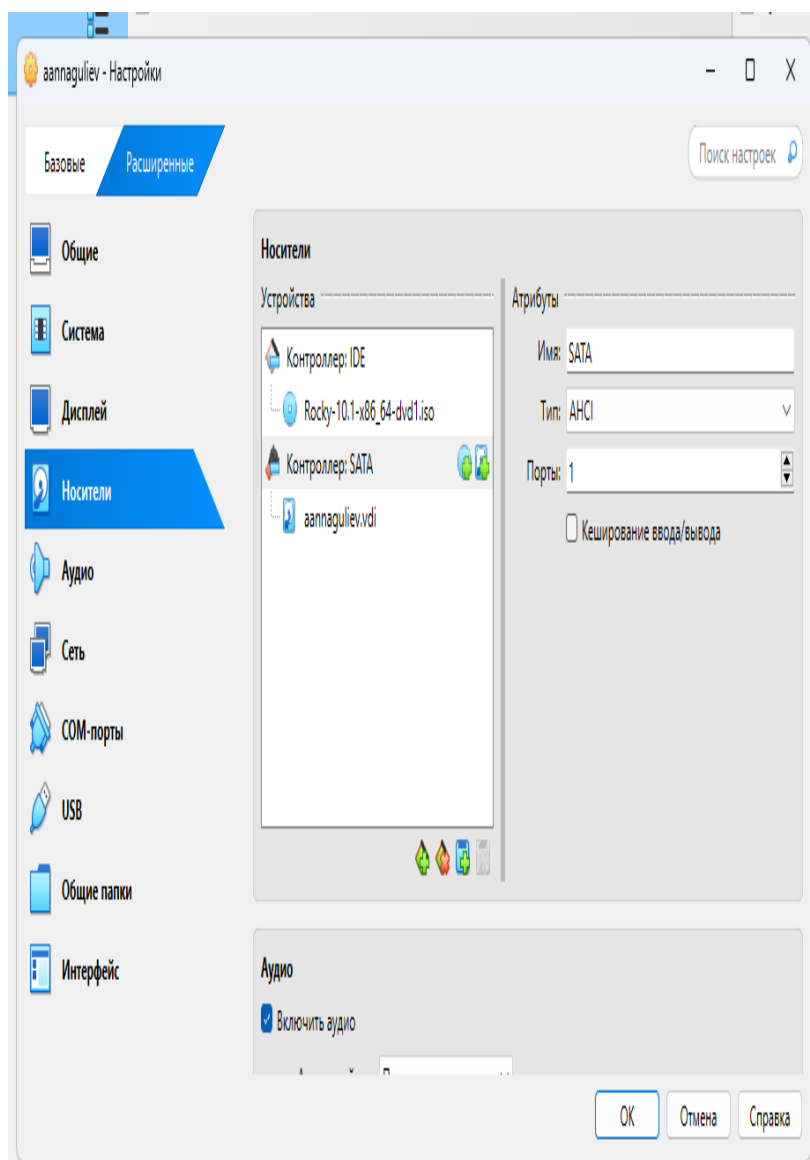 aannaguliev - Настройки
Базовые
Расширенные
Поиск настроек
Общие
Система
Дисплей
Носители
Аудио
Сеть
COM-порты
USB
Общие папки
Интерфейс
Носители
Устройства
Контроллер: IDE
Rocky-10.1-x86_64-dvd1.iso
Контроллер: SATA
aannaguliev.vdi
Атрибуты
Имя: SATA
Тип: AHCI
Порты: 1
Кеширование ввода/вывода
Аудио
Включить аудио
OK
Отмена
Справка